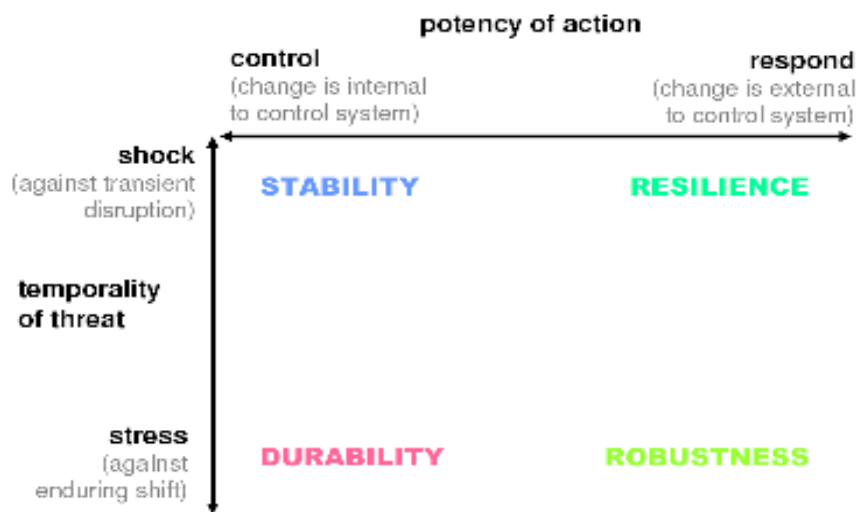 potency of action
control
(change is internal
to control system)
respond
(change is external
to control system)
shock
(against transient
disruption)
STABILITY
RESILIENCE
temporality
of threat
stress
(against
enduring shift)
DURABILITY
ROBUSTNESS